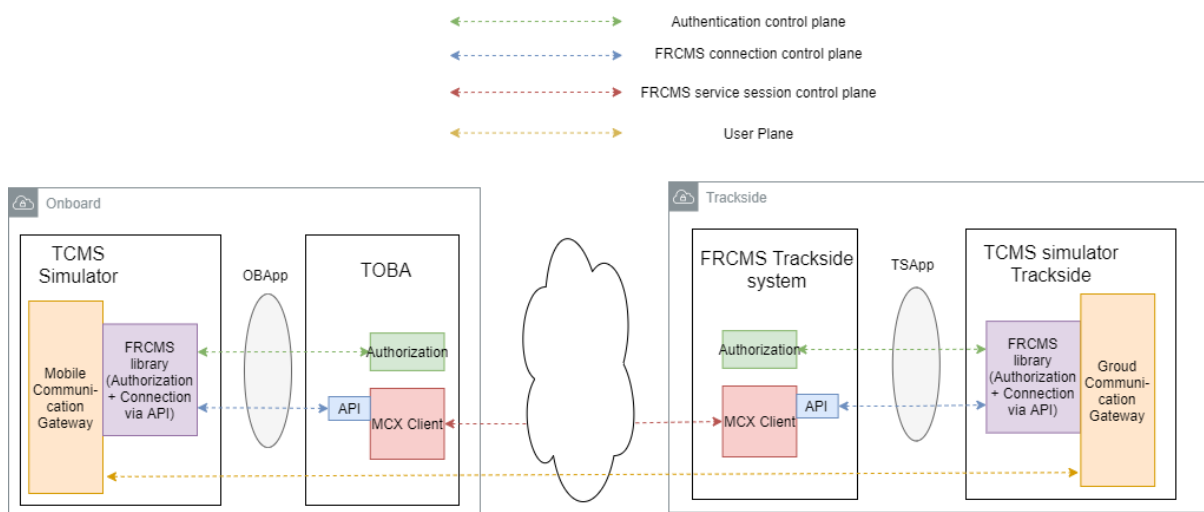 Authentication control plane
FRCMS connection control plane
FRCMS service session control plane
User Plane
Onboard
TCMS
Simulator
OBApp
TOBA
Mobile
Communi-
cation
Gateway
FRCMS
library
(Authorization
+ Connection
via API)
Authorization
API
MCX Client
Trackside
FRCMS Trackside
system
TSApp
TCMS simulator
Trackside
Authorization
MCX Client
API
FRCMS
library
(Authorization
+ Connection
via API)
Groud
Communi-
cation
Gateway